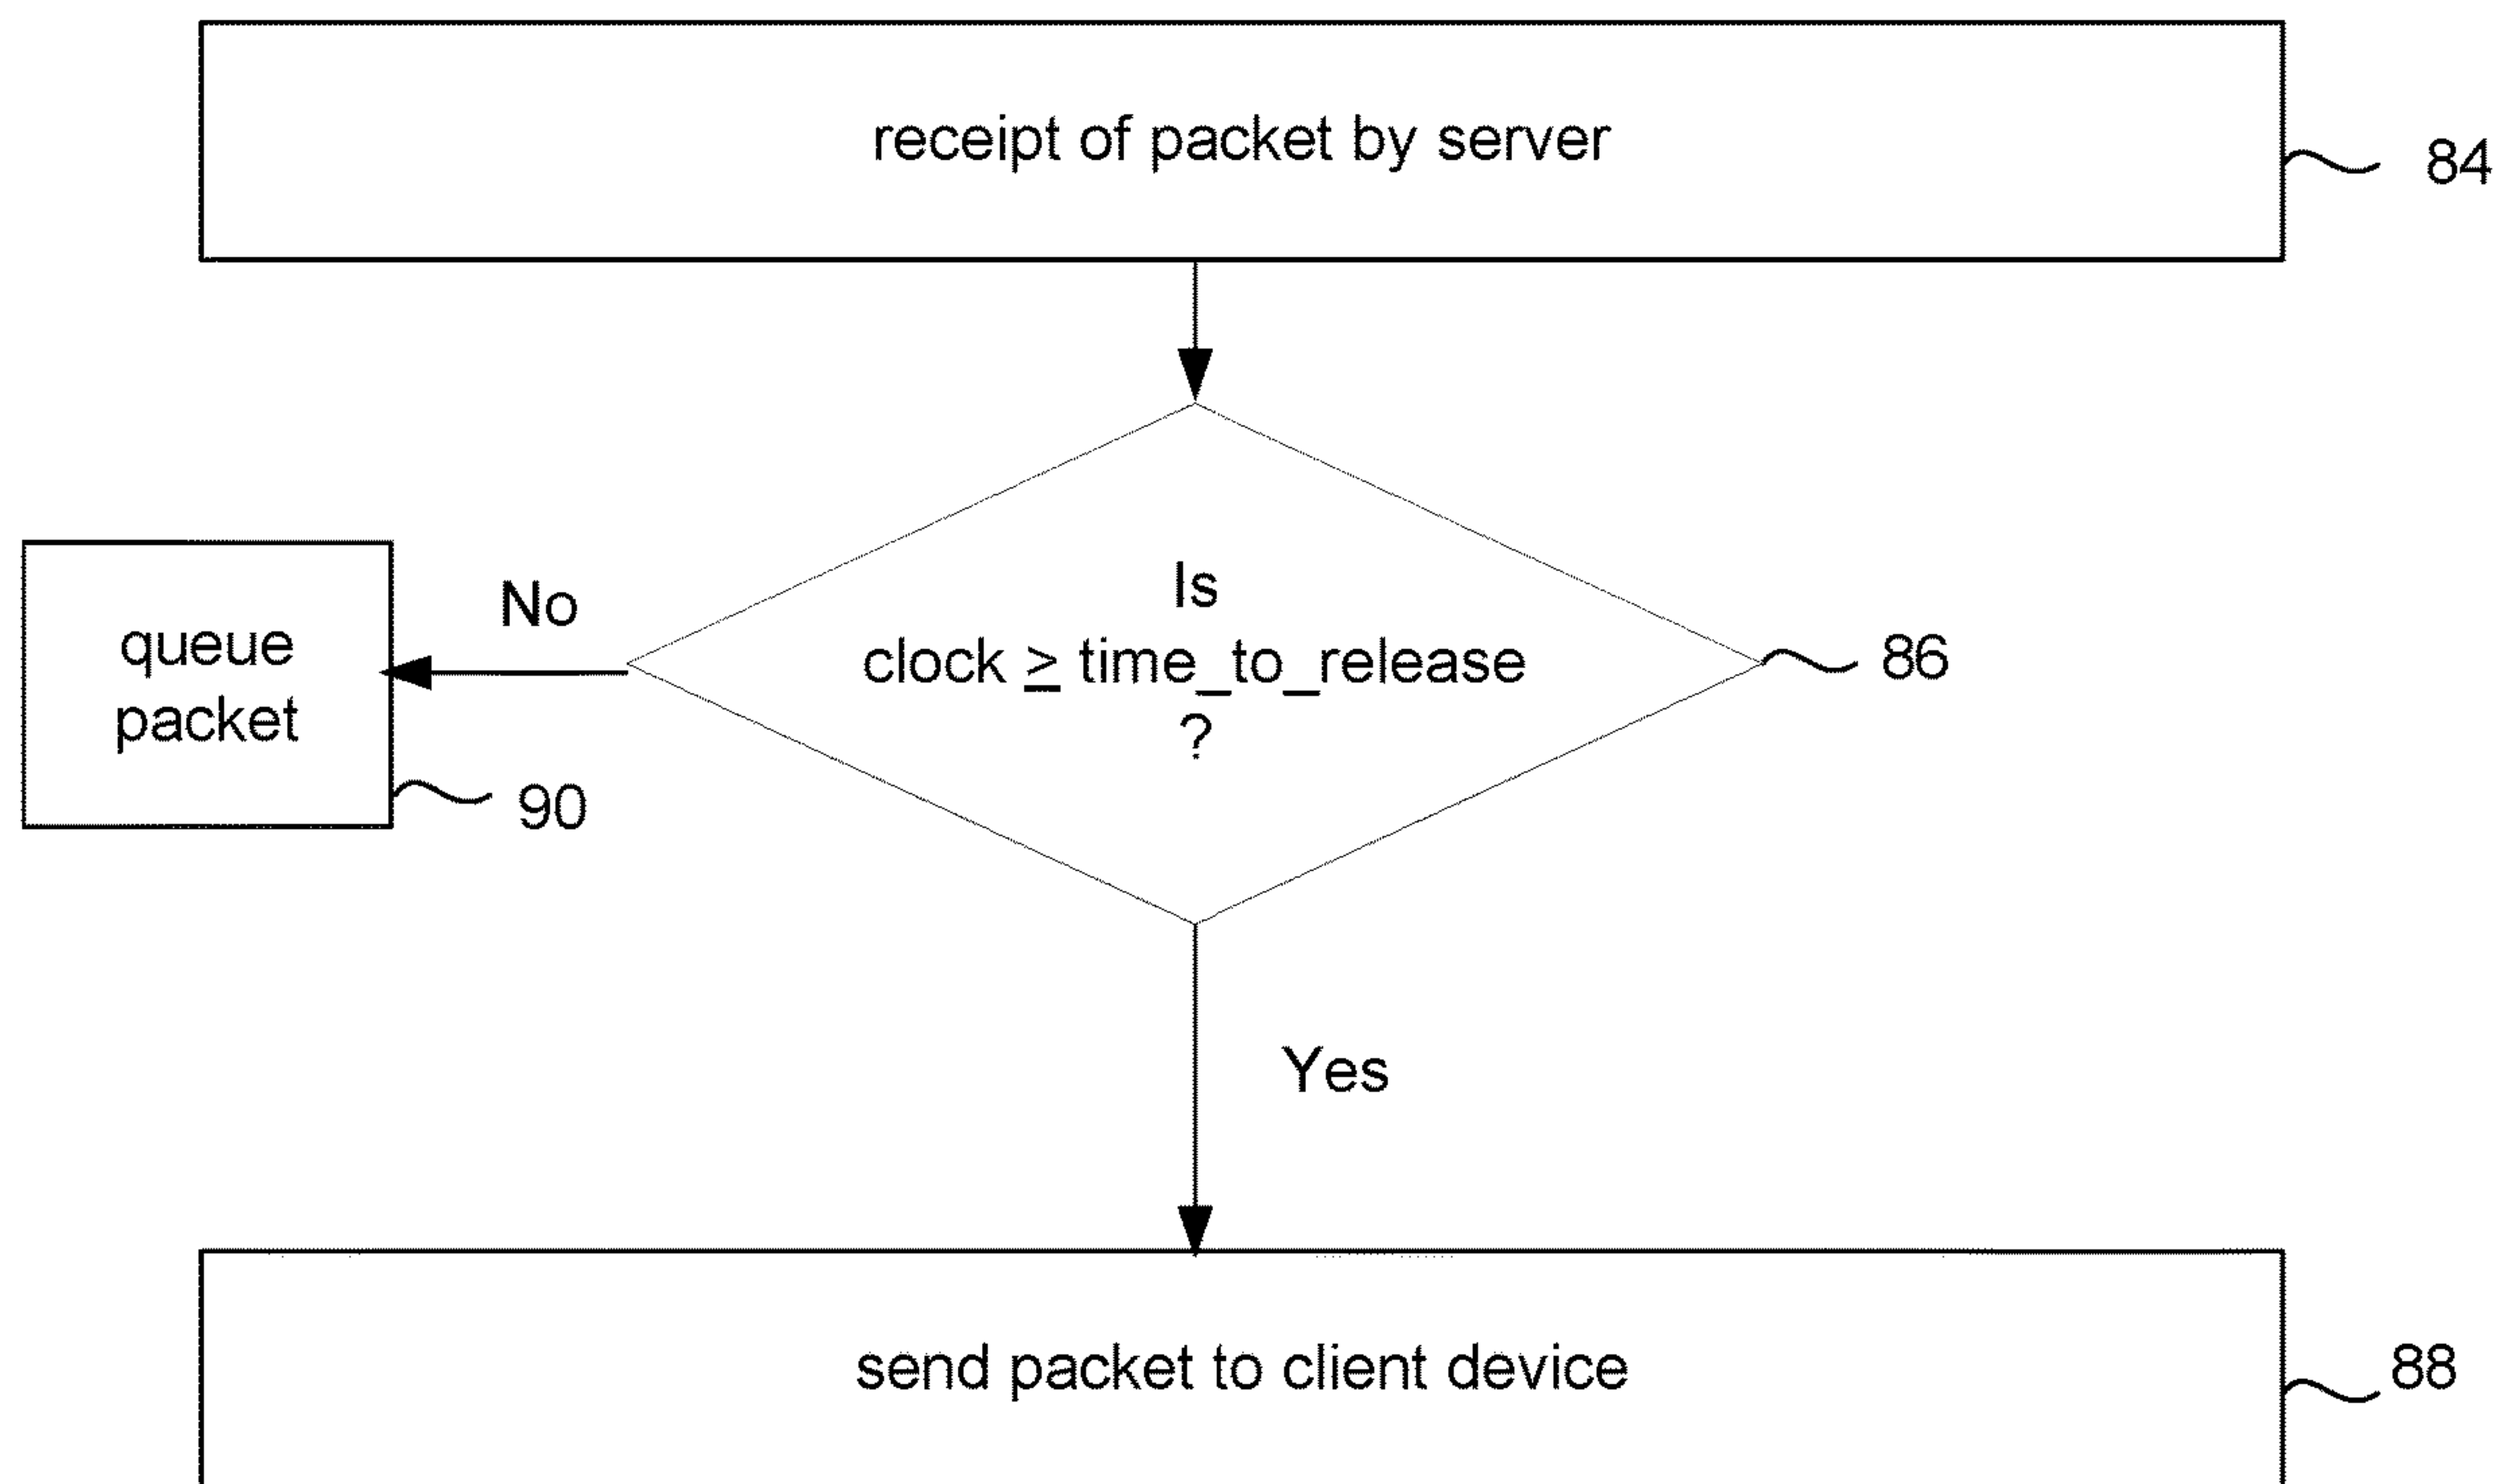 receipt of packet by server
84
Is
clock ≥ time_to_release
?
86
No
queue
packet
90
Yes
send packet to client device
88